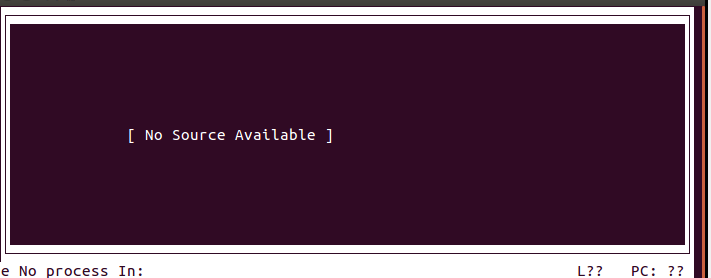 [ No Source Available ]
e No process In: L?? PC: ??